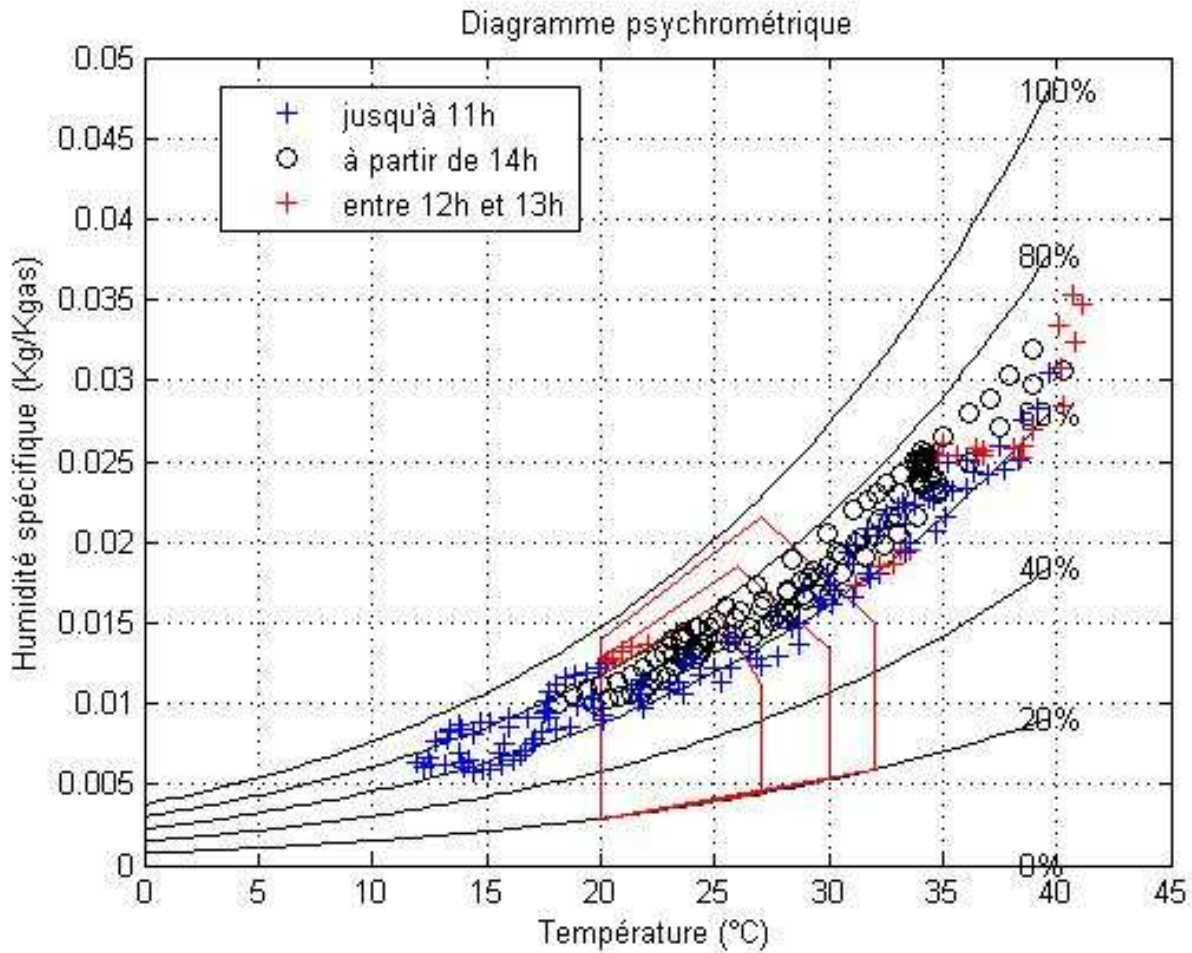 Diagramme psychrométrique
Humidité spécifique (Kg/Kgas)
0.05
0.045
0.04
0.035
0.03
0.025
0.02
0.015
0.01
0.005
0
jusqu'à 11h
à partir de 14h
entre 12h et 13h
100%
80%
60%
40%
20%
0%
0 5 10 15 20 25 30 35 40 45
Température (°C)